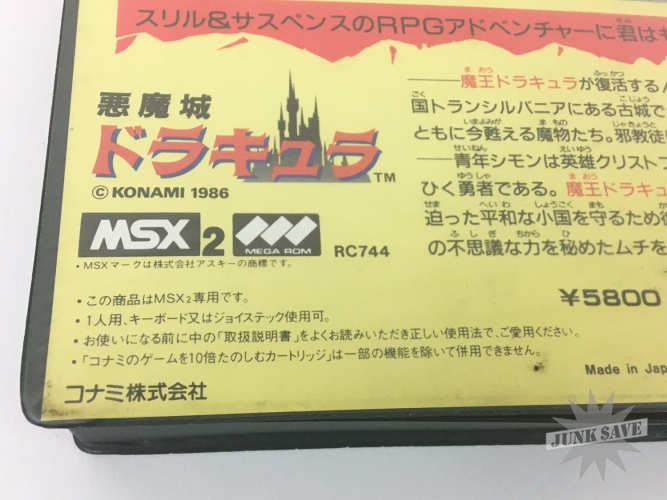 スリル&サスペンスのRPGアドベンチャーに君は
悪魔城
ドラキュラ™
© KONAMI 1986
MSX 2 MEGA ROM RC744
・MSXマークは株式会社アスキーの商標です。
――魔王ドラキュラが復活する
国トランシルバニアにある古城で
ともに今甦える魔物たち。邪教徒
――青年シモンは英雄クリストフ
ひく勇者である。魔王ドラキュ
迫った平和な小国を守るため
の不思議な力を秘めたムチを
¥5800
・この商品はMSX2専用です。
・1人用、キーボード又はジョイステック使用可。
・お使いになる前に中の「取扱説明書」をよくお読みいただき正しい使用法で、ご愛用ください。
・「コナミのゲームを10倍たのしむカートリッジ」は一部の機能を除いて併用できません。
Made in Jap
コナミ株式会社
JUNK SAVE